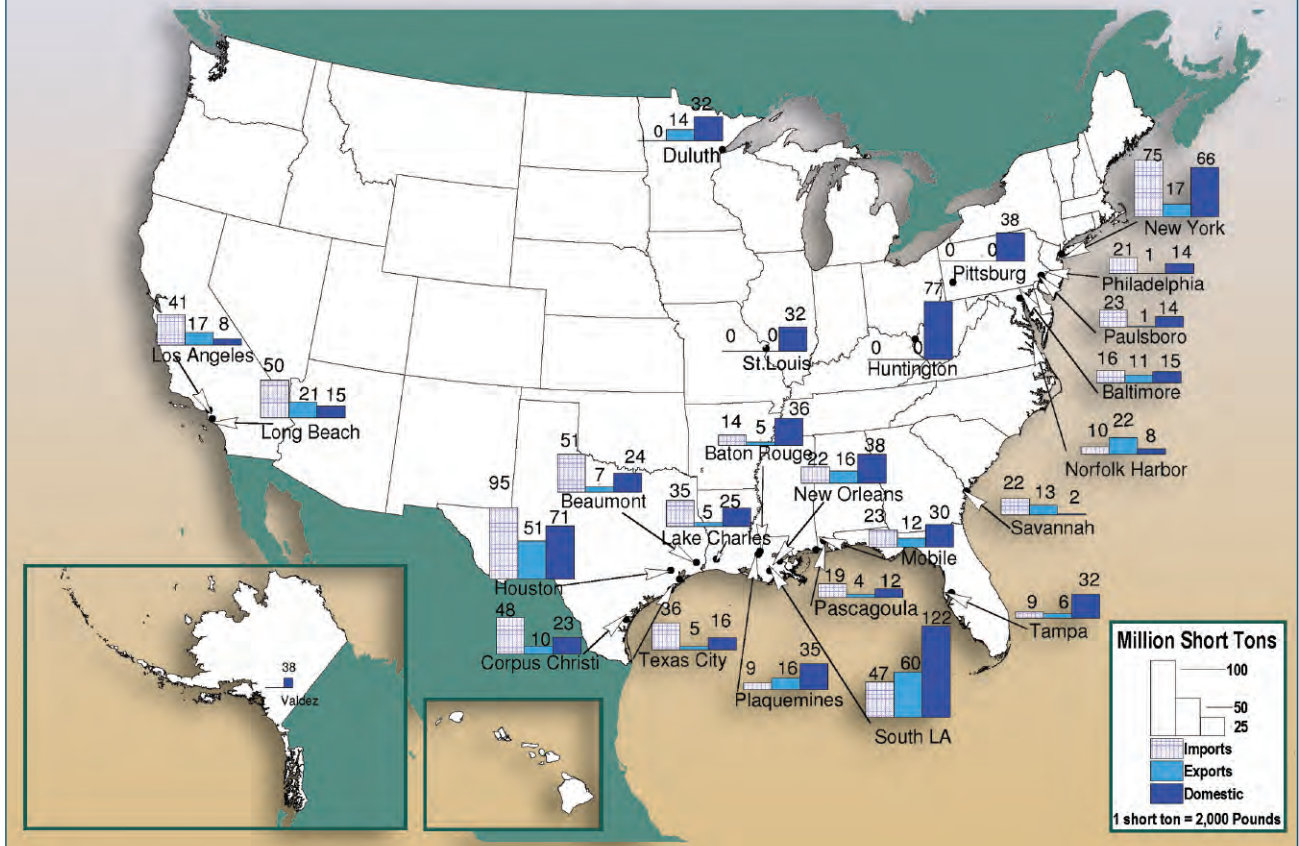 32
14
0
Duluth
75
66
17
New York
38
0
0
Pittsburg
21
1
14
Philadelphia
77
0
0
Huntington
23
1
14
Paulsboro
41
17
8
Los Angeles
32
0
0
St.Louis
16
11
15
Baltimore
50
21
15
Long Beach
36
14
5
Baton Rouge
10
22
8
Norfolk Harbor
51
7
24
Beaumont
38
22
16
New Orleans
35
5
25
Lake Charles
22
13
2
Savannah
95
51
71
Houston
23
12
30
Mobile
19
4
12
Pascagoula
9
6
32
Tampa
48
10
23
Corpus Christi
36
5
16
Texas City
9
16
35
Plaquemines
47
60
122
South LA
38
Valdez
Million Short Tons
100
50
25
Imports
Exports
Domestic
1 short ton = 2,000 Pounds